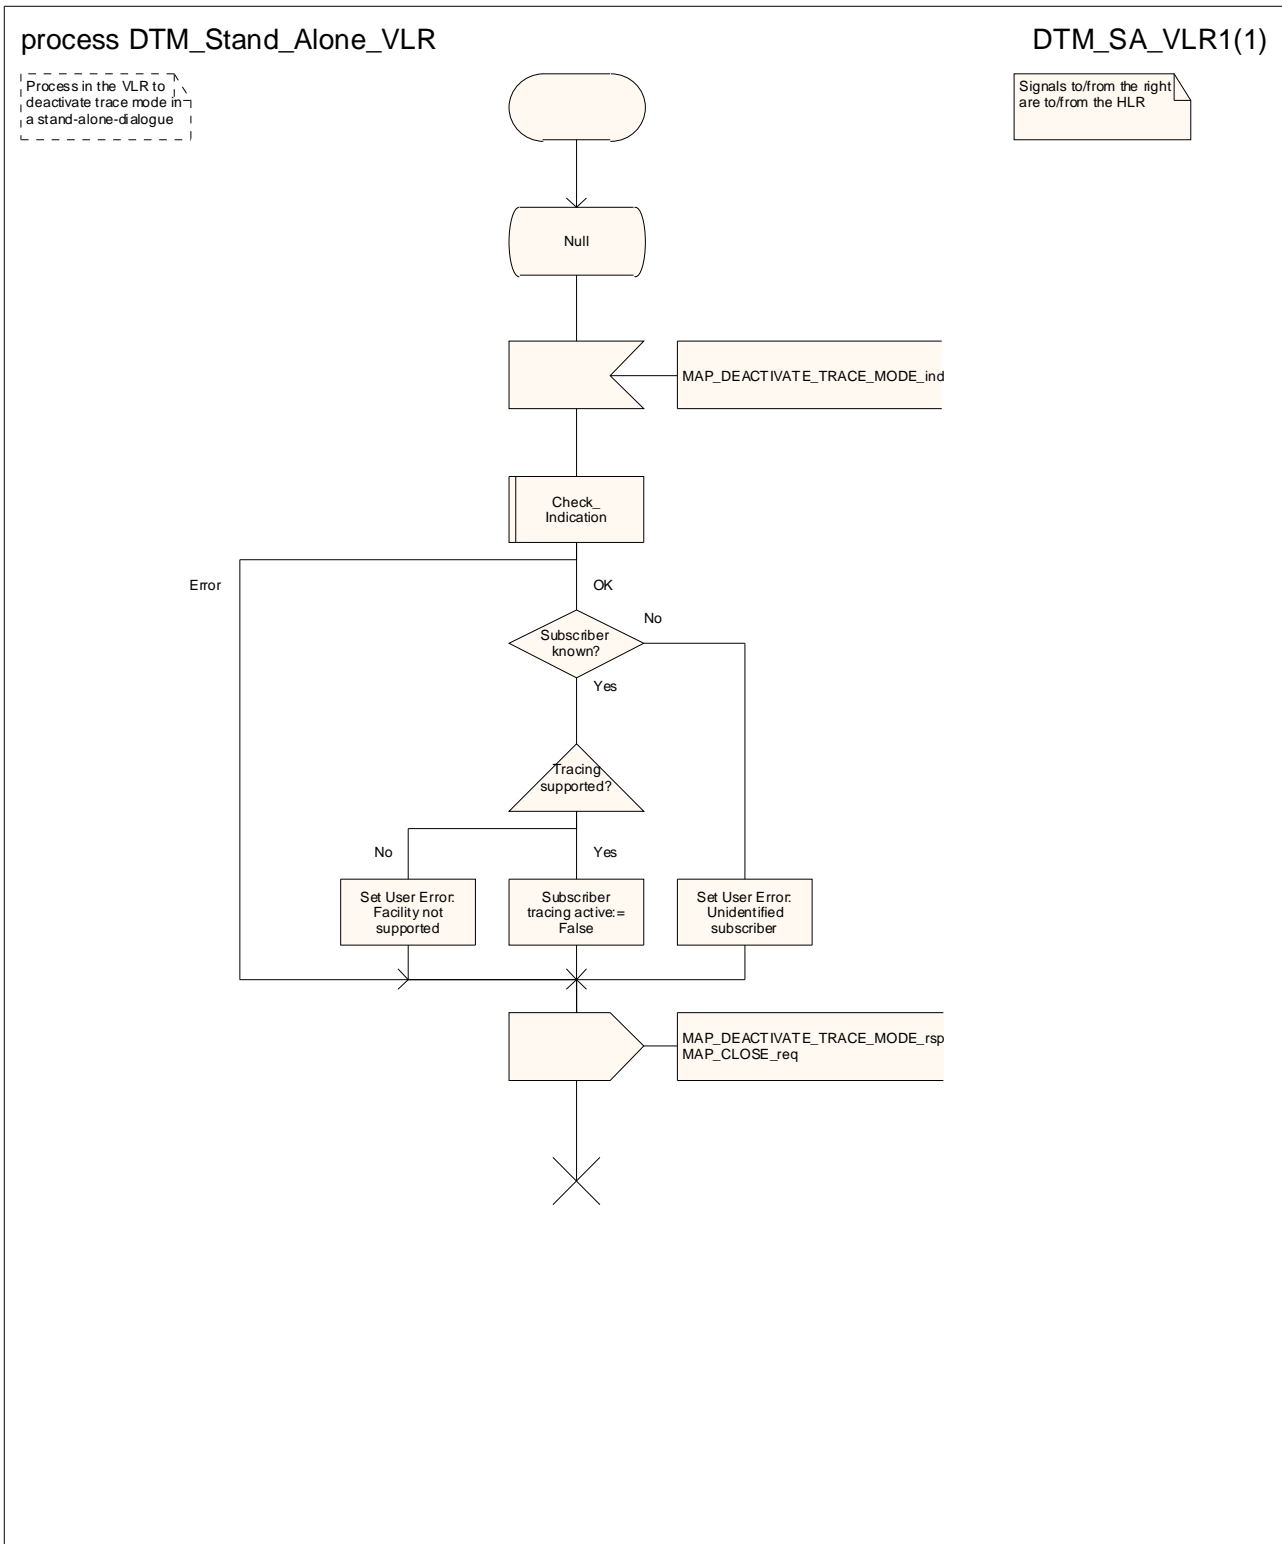 process DTM_Stand_Alone_VLR
DTM_SA_VLR1(1)
Process in the VLR to
deactivate trace mode in
a stand-alone-dialogue
Signals to/from the right
are to/from the HLR
Null
MAP_DEACTIVATE_TRACE_MODE_ind
Check_
Indication
Error
OK
No
Subscriber
known?
Yes
Tracing
supported?
No
Yes
Set User Error:
Facility not
supported
Subscriber
tracing active:=
False
Set User Error:
Unidentified
subscriber
MAP_DEACTIVATE_TRACE_MODE_rsp
MAP_CLOSE_req